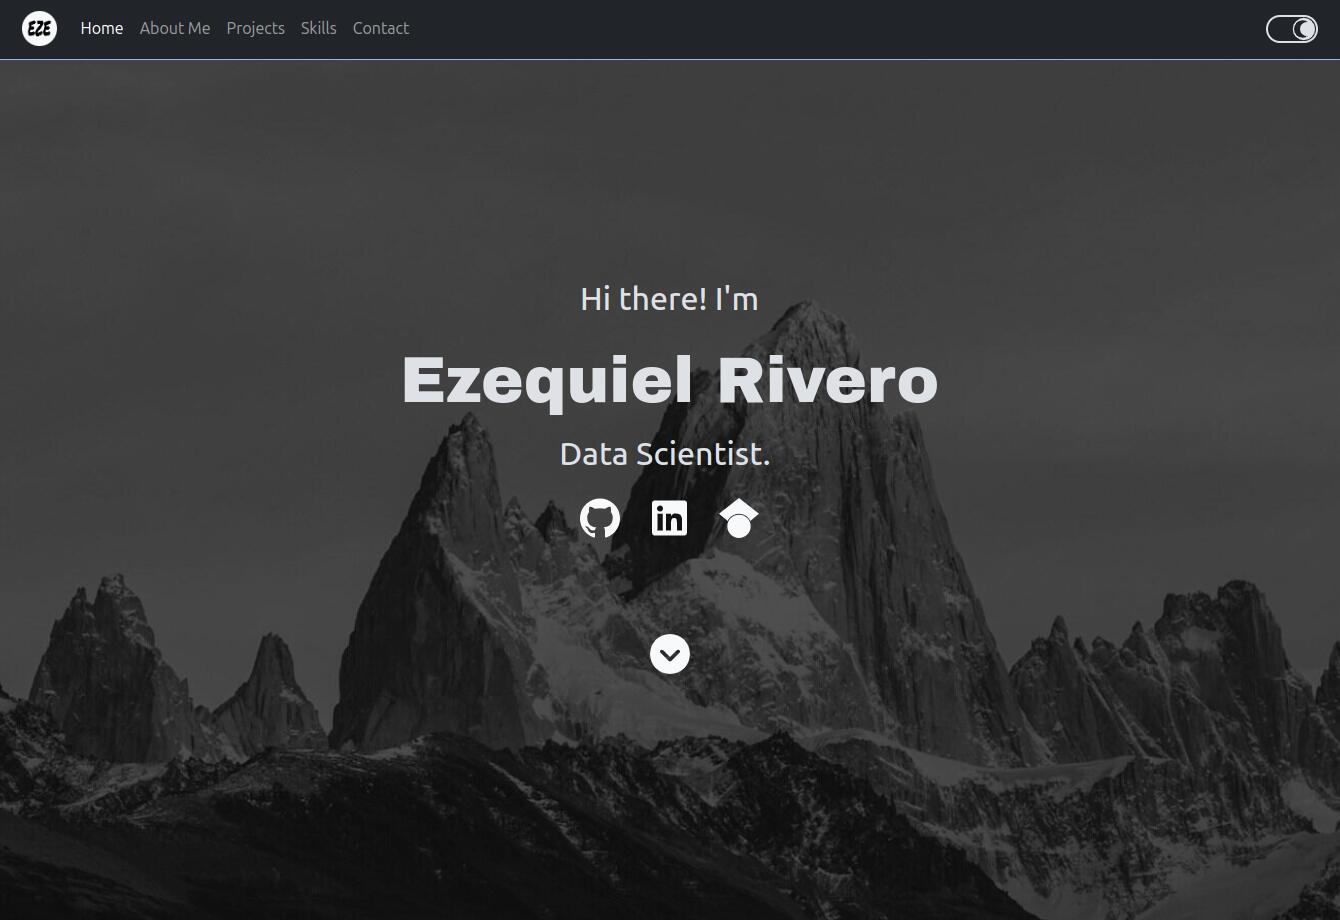 EZE Home About Me Projects Skills Contact
Hi there! I'm
Ezequiel Rivero
Data Scientist.
in